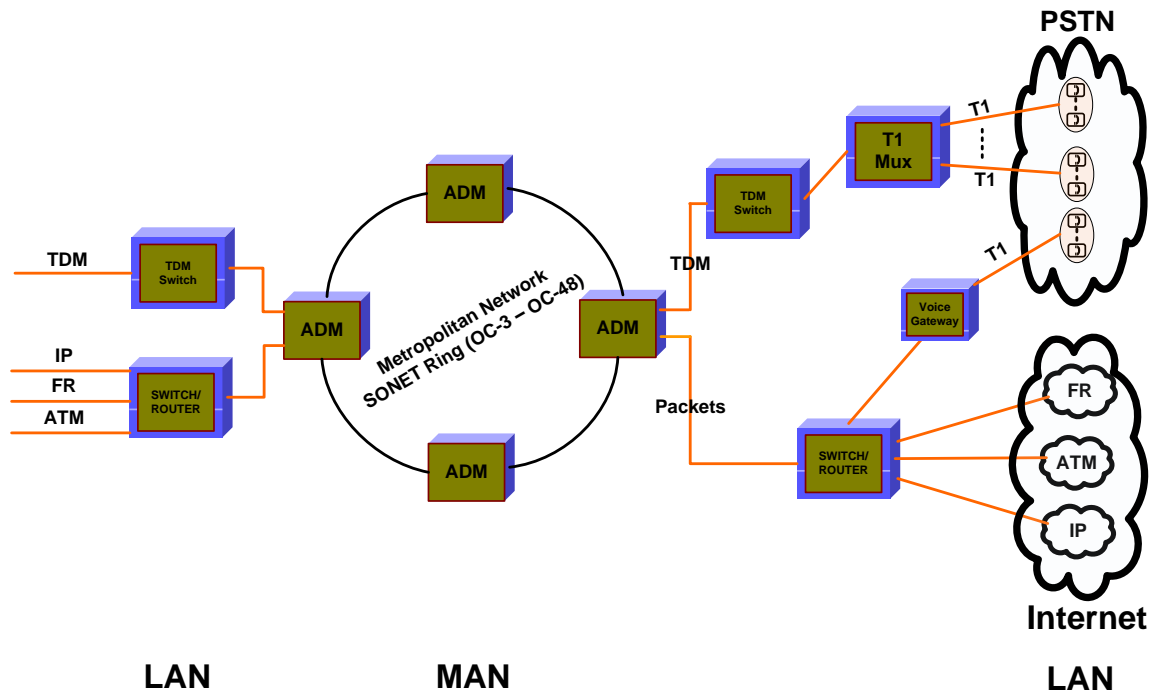 PSTN
T1
T1
Mux
T1
ADM
TDM
Switch
TDM
TDM
Switch
TDM
T1
Metropolitan Network
SONET Ring (OC-3 – OC-48)
ADM
ADM
Voice
Gateway
IP
FR
ATM
SWITCH/
ROUTER
Packets
FR
ADM
SWITCH/
ROUTER
ATM
IP
Internet
LAN
MAN
LAN